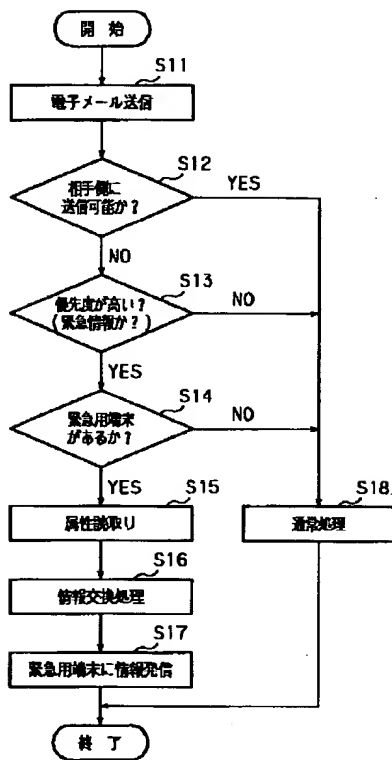 開始
S11
電子メール送信
S12
相手側に
送信可能か?
YES
NO
S13
優先度が高い?
(緊急情報か?)
NO
YES
S14
緊急用端末
があるか?
NO
YES
S15
属性読取り
S18
通常処理
S16
情報交換処理
S17
緊急用端末に情報発信
終了